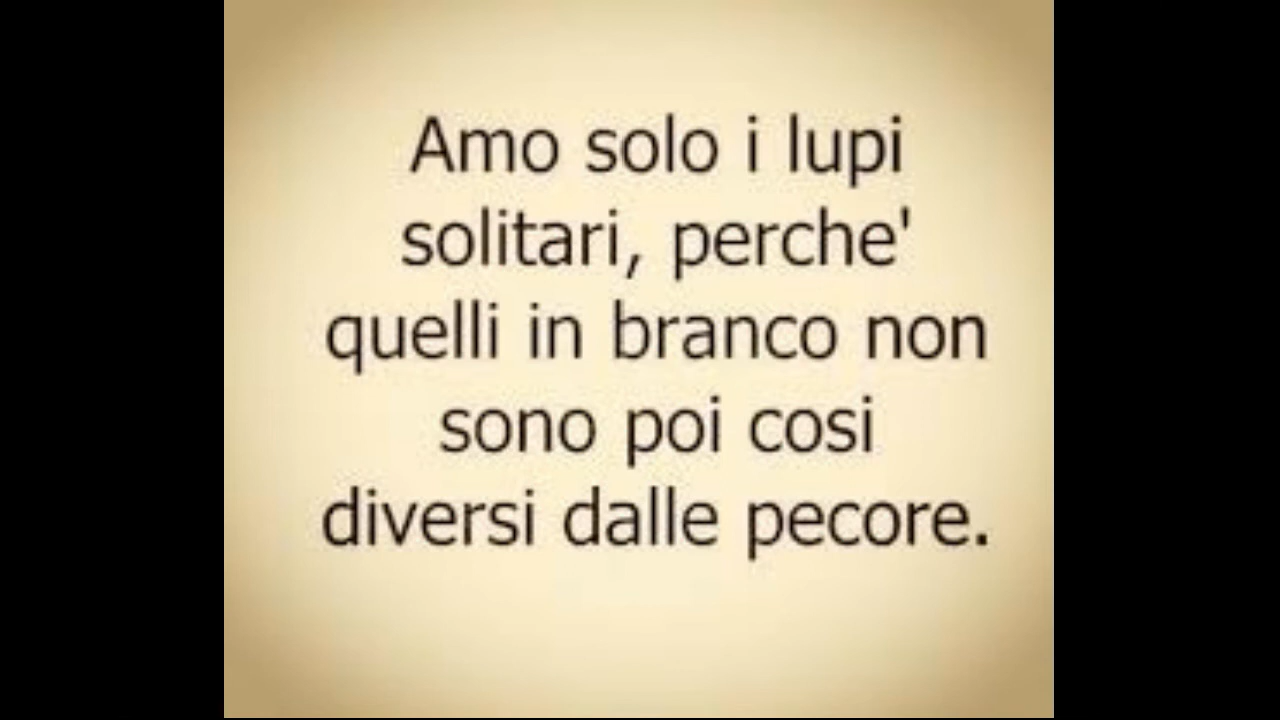 Amo solo i lupi
solitari, perche'
quelli in branco non
sono poi cosi
diversi dalle pecore.